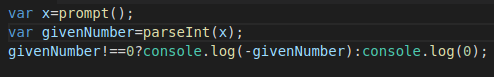 var x=prompt();
var givenNumber=parseInt(x);
givenNumber!==0?console.log(-givenNumber):console.log(0);